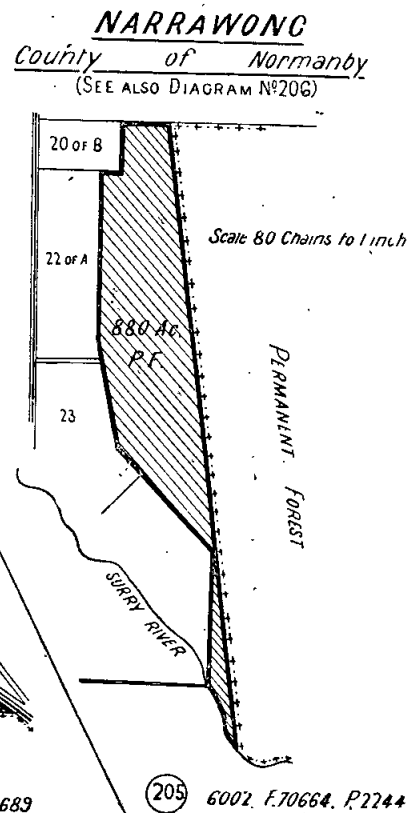 NARRAWONG
County of Normanby
(SEE ALSO DIAGRAM Nº206)
20 OF B
Scale 80 Chains to 1 inch
22 OF A
880 Ac.
P.F.
PERMANENT FOREST
23
SURRY RIVER
689
205 6002. F.70664. P.2244